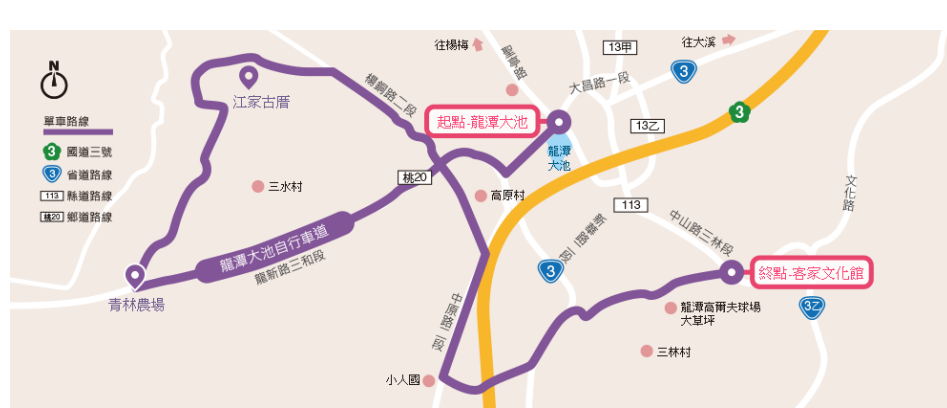 N
單車路線
3 國道三號
3 省道路線
113 縣道路線
桃20 鄉道路線
往楊梅
聖亭路
13甲
往大溪
3
大昌路一段
江家古厝
楊銅路二段
起點-龍潭大池
13乙
3
龍潭
大池
三水村
桃20
高原村
113
文化路
中山路三林段
新龍路二段
龍潭大池自行車道
龍新路三和段
3
終點-客家文化館
青林農場
中原路二段
龍潭高爾夫球場
大草坪
3乙
三林村
小人國